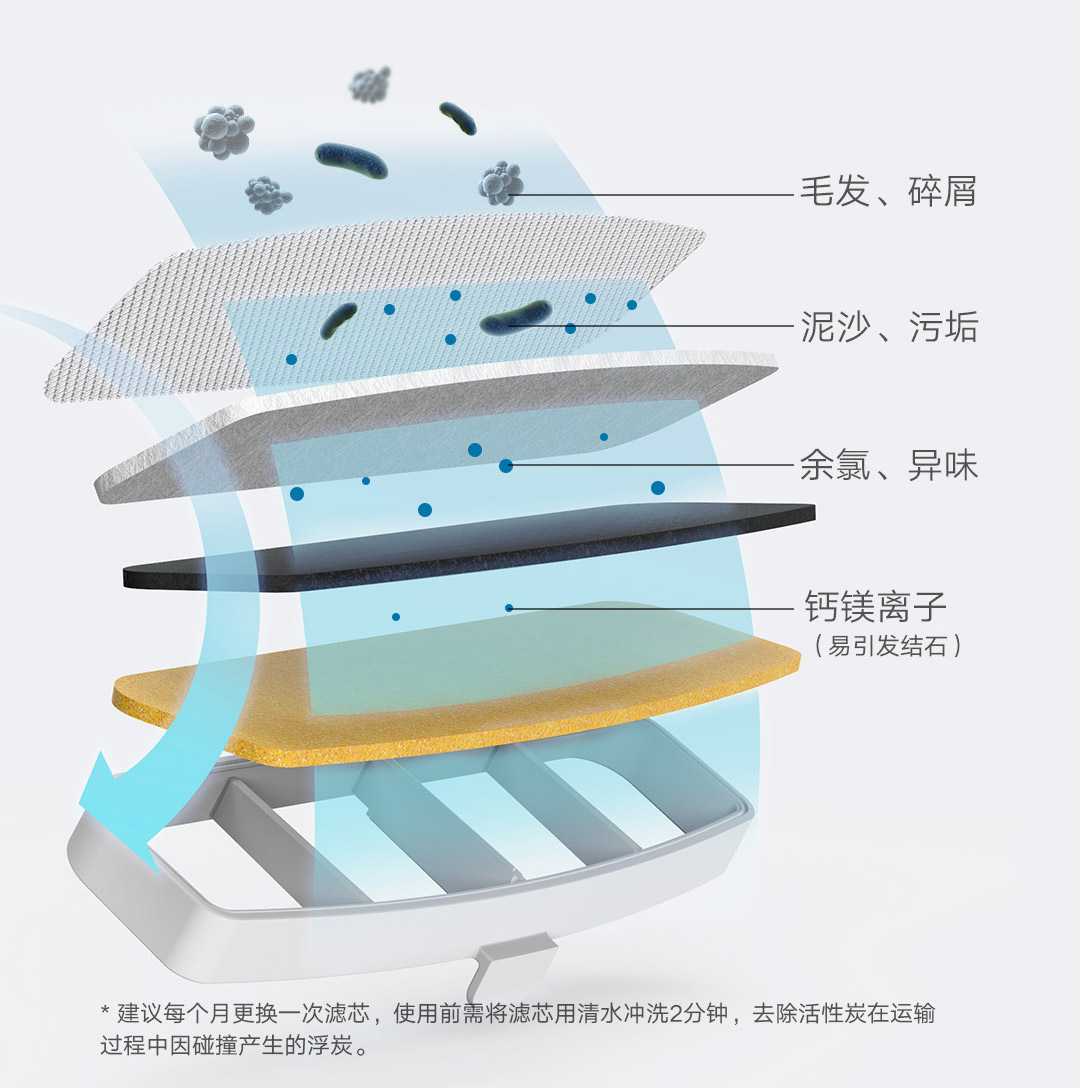 毛发、碎屑
泥沙、污垢
余氯、异味
钙镁离子
（易引发结石）
* 建议每个月更换一次滤芯，使用前需将滤芯用清水冲洗2分钟，去除活性炭在运输
过程中因碰撞产生的浮炭。